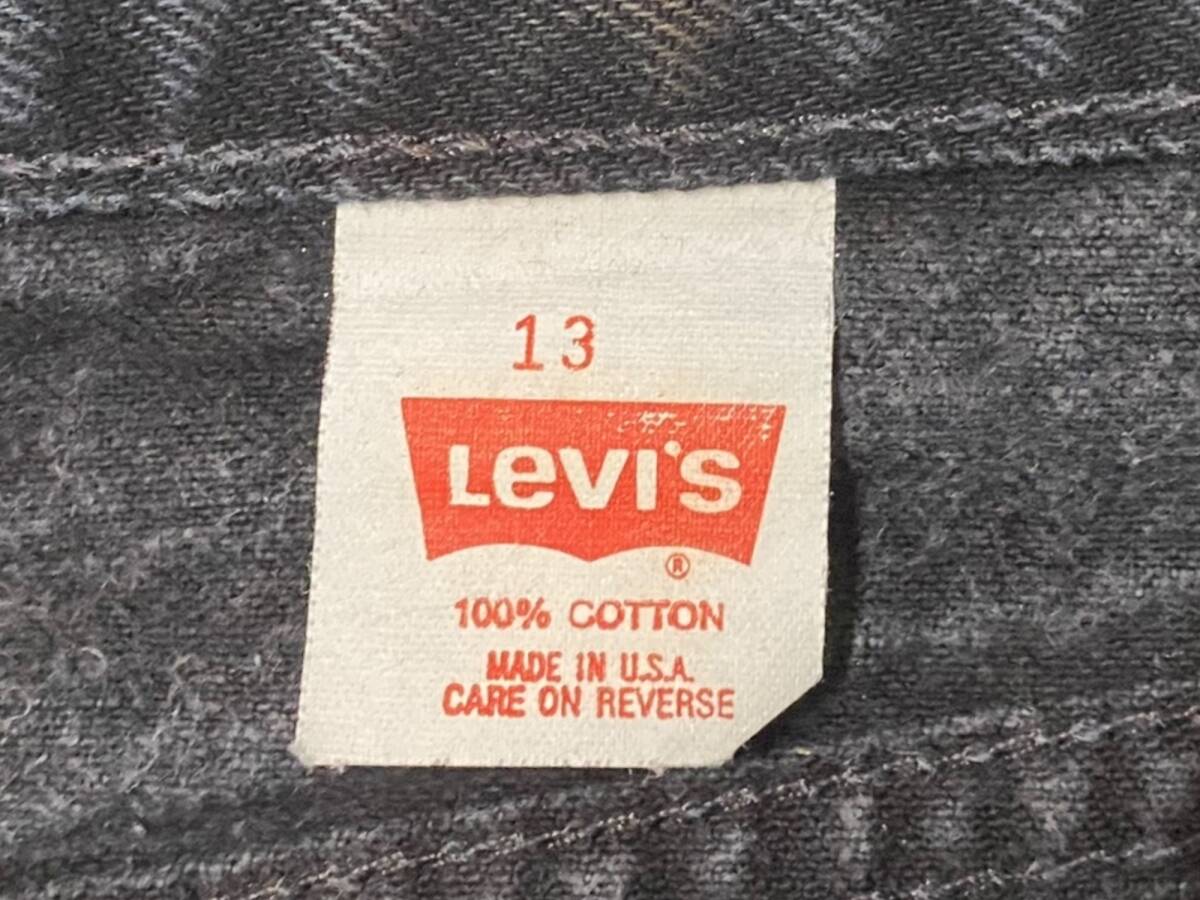 13
Levi's
®
100% COTTON
MADE IN U.S.A.
CARE ON REVERSE